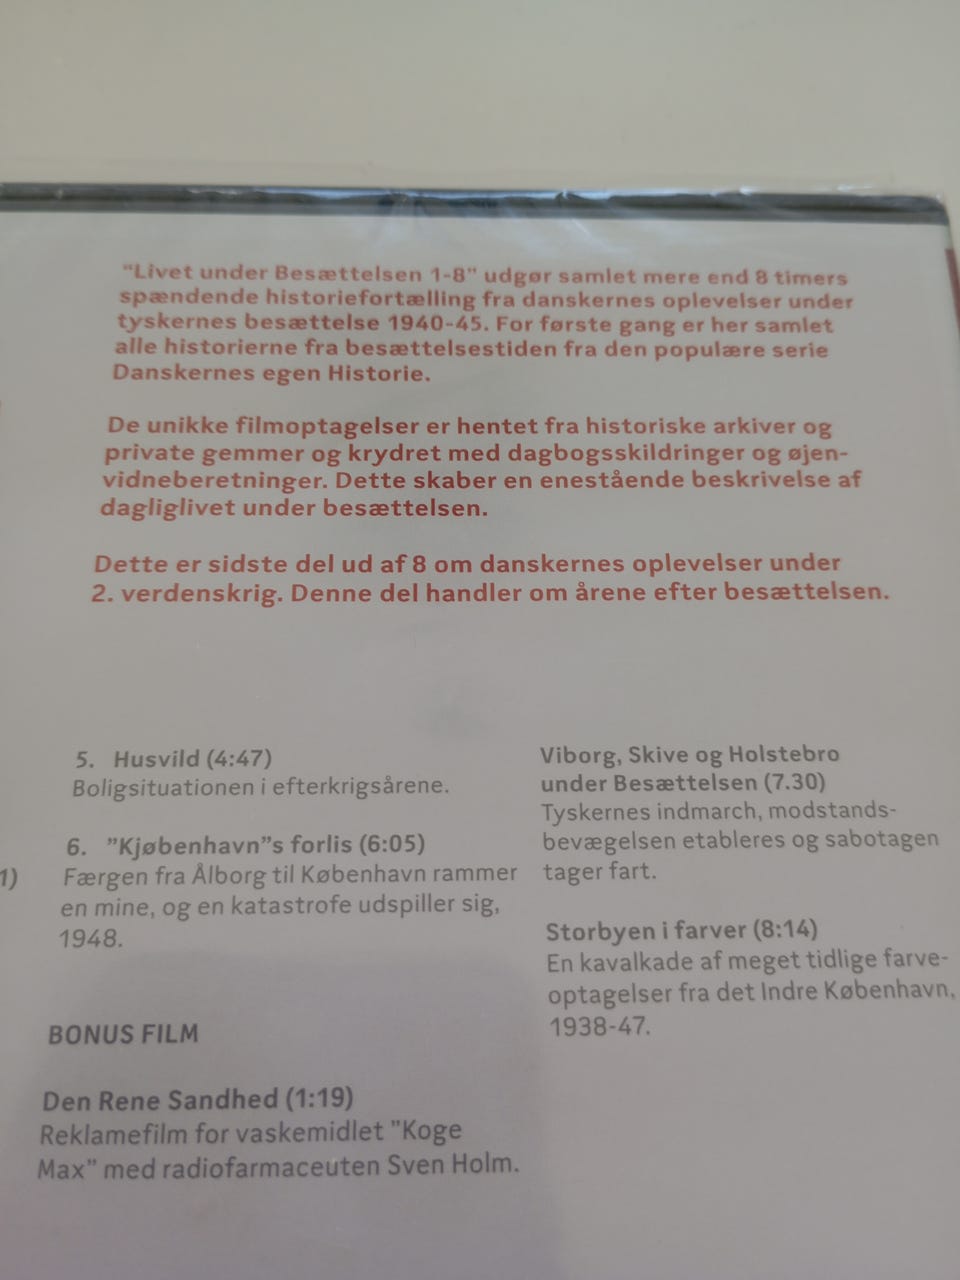 "Livet under Besættelsen 1-8" udgør samlet mere end 8 timers
spændende historiefortælling fra danskernes oplevelser under
tyskernes besættelse 1940-45. For første gang er her samlet
alle historierne fra besættelsestiden fra den populære serie
Danskernes egen Historie.
De unikke filmoptagelser er hentet fra historiske arkiver og
private gemmer og krydret med dagbogsskildringer og øjen-
vidneberetninger. Dette skaber en enestående beskrivelse af
dagliglivet under besættelsen.
Dette er sidste del ud af 8 om danskernes oplevelser under
2. verdenskrig. Denne del handler om årene efter besættelsen.
1)
5. Husvild (4:47)
Boligsituationen i efterkrigsårene.
6. "Kjøbenhavn"s forlis (6:05)
Færgen fra Ålborg til København rammer
en mine, og en katastrofe udspiller sig,
1948.
BONUS FILM
Den Rene Sandhed (1:19)
Reklamefilm for vaskemidlet "Koge
Max" med radiofarmaceuten Sven Holm.
Viborg, Skive og Holstebro
under Besættelsen (7.30)
Tyskernes indmarch, modstands-
bevægelsen etableres og sabotagen
tager fart.
Storbyen i farver (8:14)
En kavalkade af meget tidlige farve-
optagelser fra det Indre København,
1938-47.